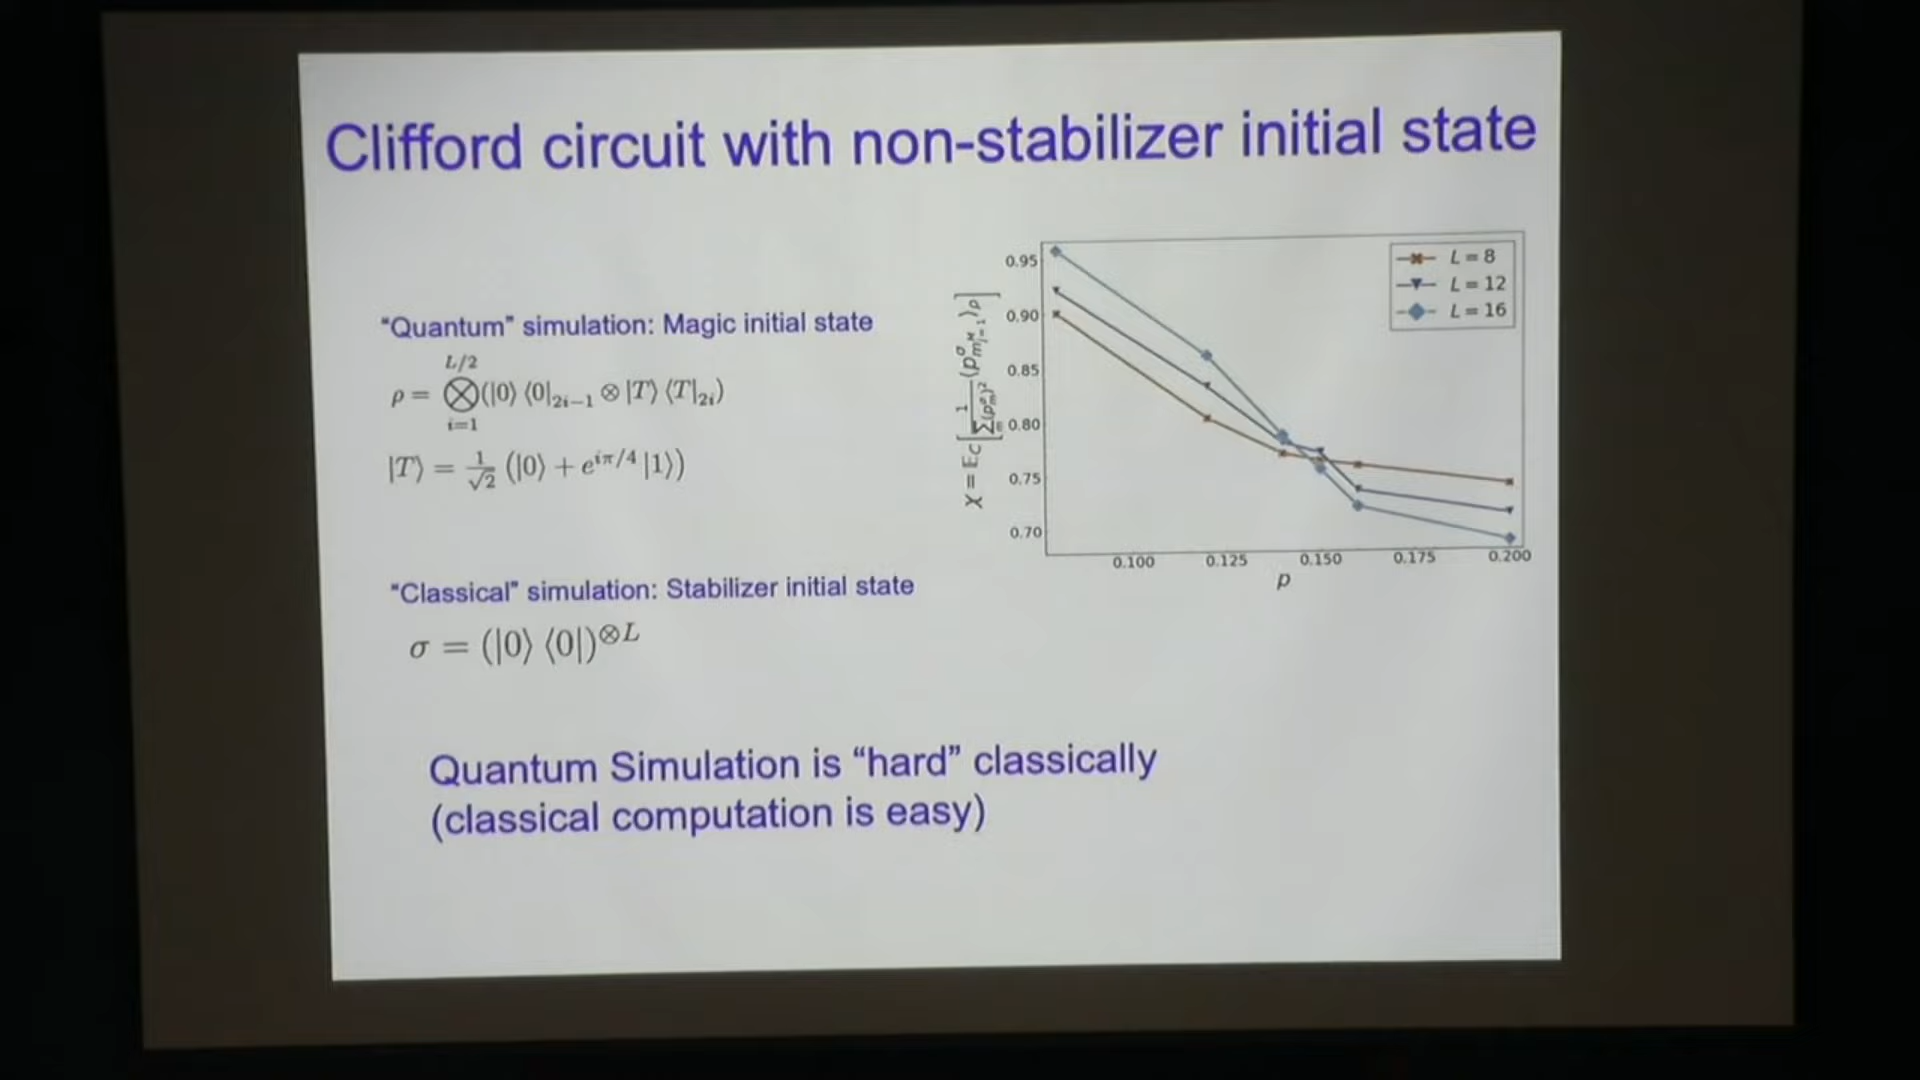 Clifford circuit with non-stabilizer initial state
“Quantum” simulation: Magic initial state
ρ = ⨂_{i=1}^{L/2} (|0⟩ ⟨0|_{2i−1} ⊗ |T⟩ ⟨T|_{2i})
|T⟩ = 1/√2 (|0⟩ + e^{iπ/4} |1⟩)
“Classical” simulation: Stabilizer initial state
σ = (|0⟩ ⟨0|)^{⊗L}
Quantum Simulation is “hard” classically
(classical computation is easy)
0.95
0.90
0.85
0.80
0.75
0.70
L = 8
L = 12
L = 16
0.100 0.125 0.150 0.175 0.200
p